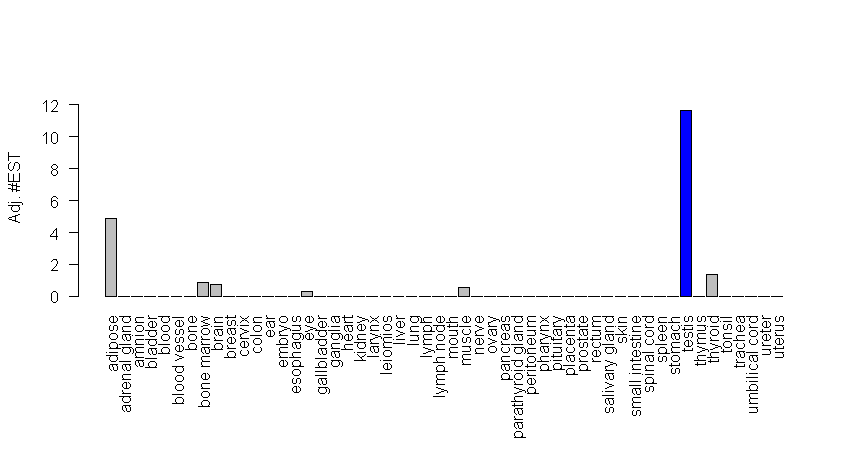 Adj. #EST
12
10
8
6
4
2
0
adipose
adrenal gland
amnion
bladder
blood
blood vessel
bone
bone marrow
brain
breast
cervix
colon
ear
embryo
esophagus
eye
gallbladder
ganglia
heart
kidney
larynx
leiomios
liver
lung
lymph
lymph node
mouth
muscle
nerve
ovary
pancreas
parathyroid gland
peritoneum
pharynx
pituitary
placenta
prostate
rectum
salivary gland
skin
small intestine
spinal cord
spleen
stomach
testis
thymus
thyroid
tonsil
trachea
umbilical cord
ureter
uterus